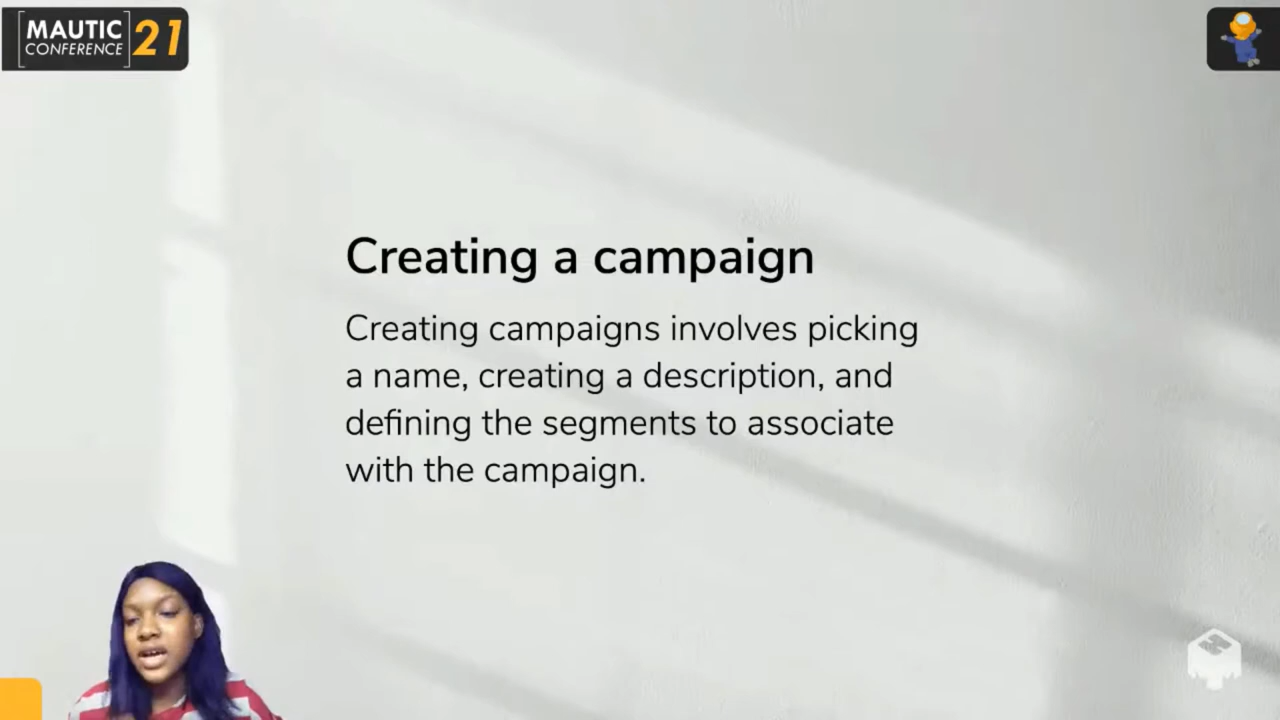 MAUTIC
CONFERENCE
21
Creating a campaign
Creating campaigns involves picking
a name, creating a description, and
defining the segments to associate
with the campaign.